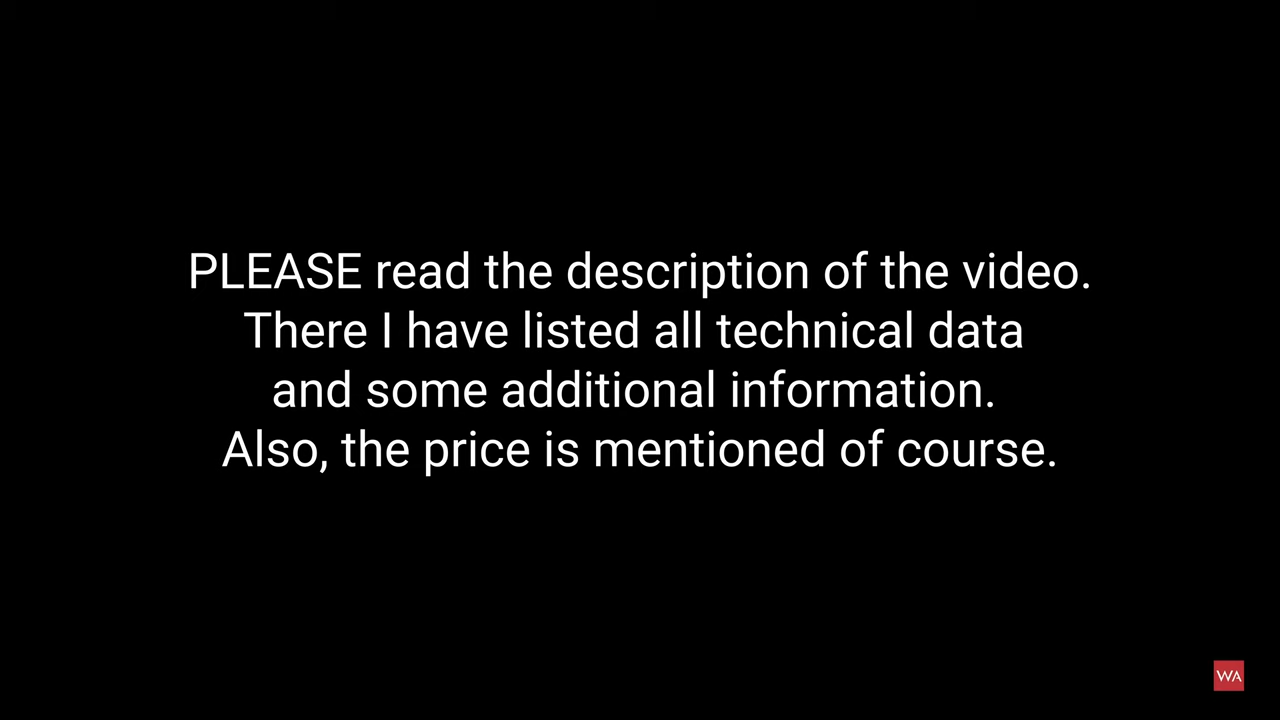 PLEASE read the description of the video.
There I have listed all technical data
and some additional information.
Also, the price is mentioned of course.
WA